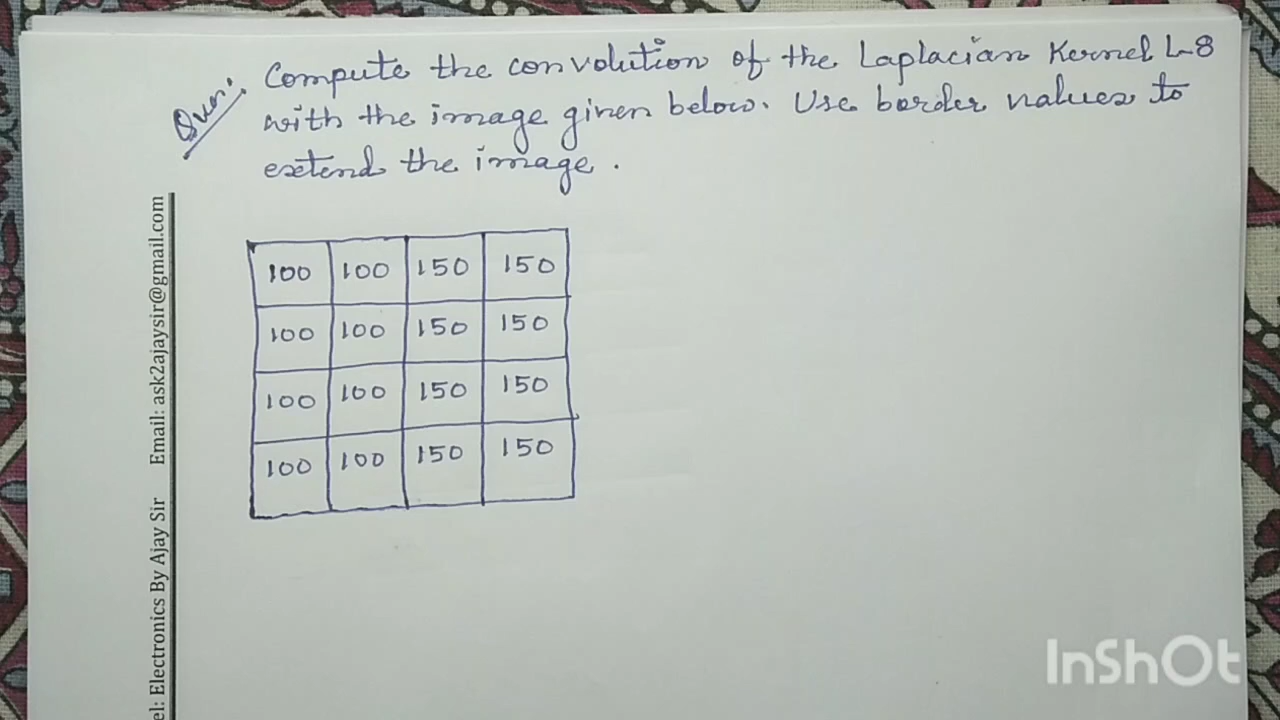 Ques:. Compute the convolution of the Laplacian Kernel L-8
with the image given below. Use border values to
extend the image.
100 100 150 150
100 100 150 150
100 100 150 150
100 100 150 150
el: Electronics By Ajay Sir Email: ask2ajaysir@gmail.com
InShOt